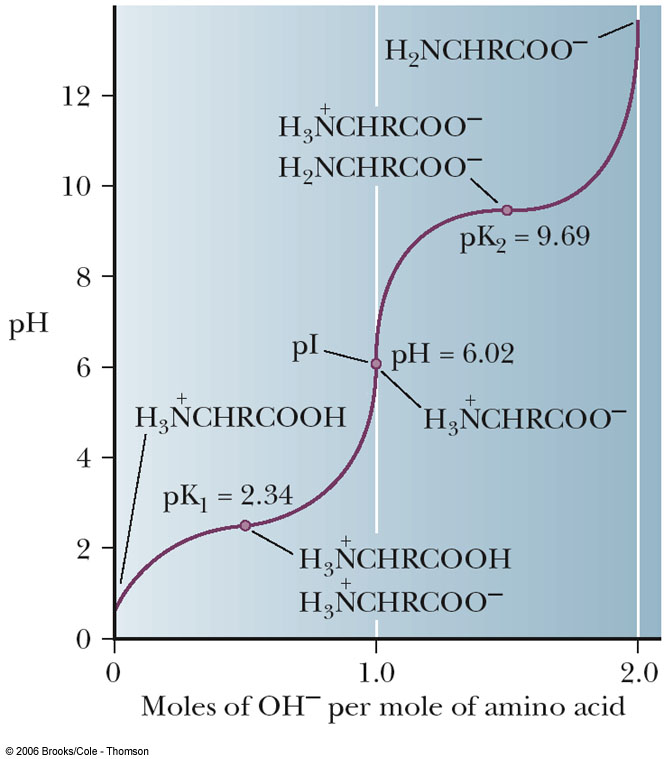 H₂NCHRCOO⁻
12
H₃N⁺CHRCOO⁻
10
H₂NCHRCOO⁻
pK₂ = 9.69
8
pH
pI
pH = 6.02
6
H₃N⁺CHRCOOH
H₃N⁺CHRCOO⁻
4
pK₁ = 2.34
2
H₃N⁺CHRCOOH
H₃N⁺CHRCOO⁻
0
0 1.0 2.0
Moles of OH⁻ per mole of amino acid
© 2006 Brooks/Cole - Thomson